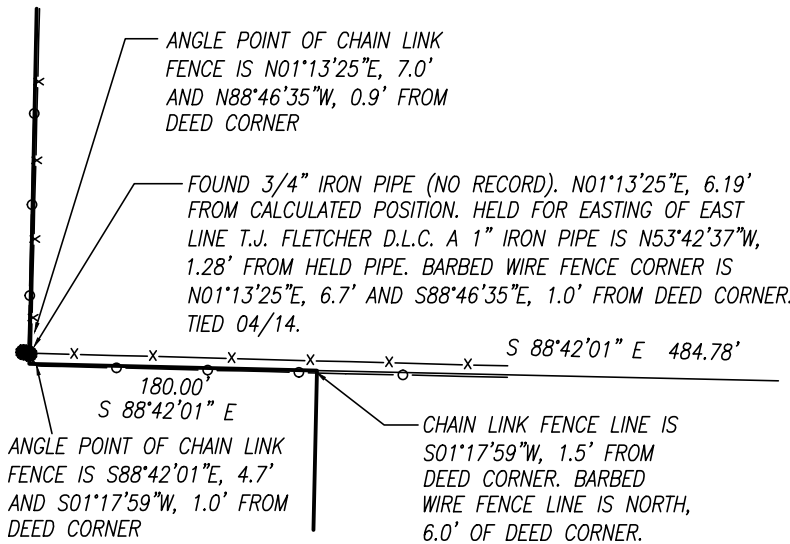 ANGLE POINT OF CHAIN LINK
FENCE IS N01°13'25"E, 7.0'
AND N88°46'35"W, 0.9' FROM
DEED CORNER
FOUND 3/4" IRON PIPE (NO RECORD). N01°13'25"E, 6.19'
FROM CALCULATED POSITION. HELD FOR EASTING OF EAST
LINE T.J. FLETCHER D.L.C. A 1" IRON PIPE IS N53°42'37"W,
1.28' FROM HELD PIPE. BARBED WIRE FENCE CORNER IS
N01°13'25"E, 6.7' AND S88°46'35"E, 1.0' FROM DEED CORNER.
TIED 04/14.
S 88°42'01" E 484.78'
180.00'
S 88°42'01" E
ANGLE POINT OF CHAIN LINK
FENCE IS S88°42'01"E, 4.7'
AND S01°17'59"W, 1.0' FROM
DEED CORNER
CHAIN LINK FENCE LINE IS
S01°17'59"W, 1.5' FROM
DEED CORNER. BARBED
WIRE FENCE LINE IS NORTH,
6.0' OF DEED CORNER.